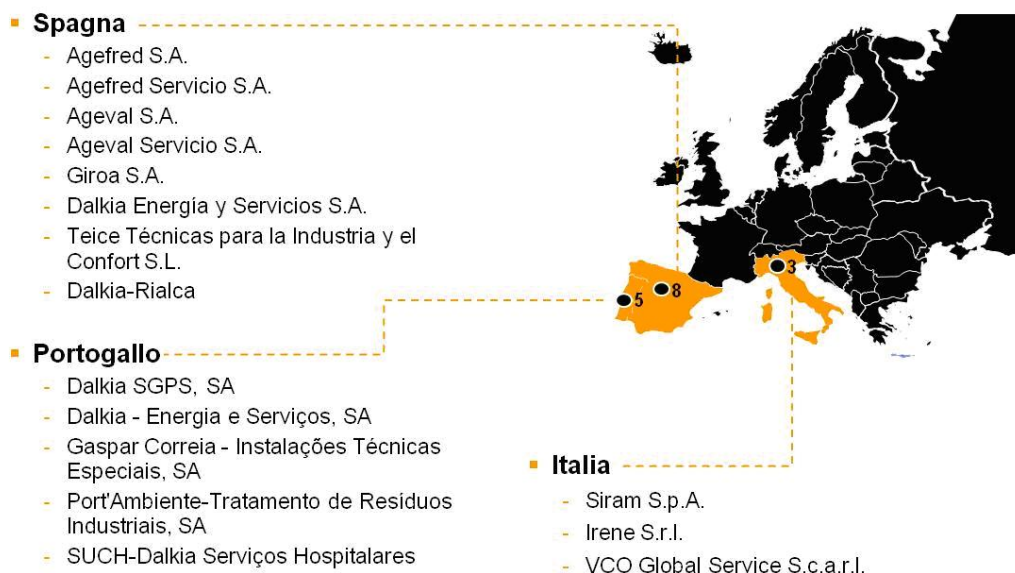 Spagna
- Agefred S.A.
- Agefred Servicio S.A.
- Ageval S.A.
- Ageval Servicio S.A.
- Giroa S.A.
- Dalkia Energía y Servicios S.A.
- Teice Técnicas para la Industria y el
Confort S.L.
- Dalkia-Rialca
3
8
5
Portogallo
- Dalkia SGPS, SA
- Dalkia - Energia e Serviços, SA
- Gaspar Correia - Instalações Técnicas
Especiais, SA
- Port'Ambiente-Tratamento de Resíduos
Industriais, SA
- SUCH-Dalkia Serviços Hospitalares
Italia
- Siram S.p.A.
- Irene S.r.l.
- VCO Global Service S.c.a.r.l.